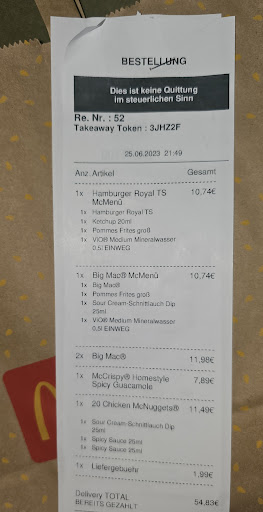 BESTELLUNG
Dies ist keine Quittung
im steuerlichen Sinn
Re. Nr. : 52
Takeaway Token : 3JHZ2F
25.06.2023 21:49
Anz. Artikel Gesamt
1x Hamburger Royal TS 10,74€
McMenü
1x Hamburger Royal TS
1x Ketchup 20ml
1x Pommes Frites groß
1x VIO® Medium Mineralwasser
0,5l EINWEG
1x Big Mac® McMenü 10,74€
1x Big Mac®
1x Pommes Frites groß
1x Sour Cream-Schnittlauch Dip
25ml
1x VIO® Medium Mineralwasser
0,5l EINWEG
2x Big Mac® 11,98€
1x McCrispy® Homestyle 7,89€
Spicy Guacamole
1x 20 Chicken McNuggets® 11,49€
1x Sour Cream-Schnittlauch Dip
25ml
1x Spicy Sauce 25ml
1x Spicy Sauce 25ml
1x Liefergebuehr 1,99€
Delivery TOTAL 54,83€
BEREITS GEZAHLT